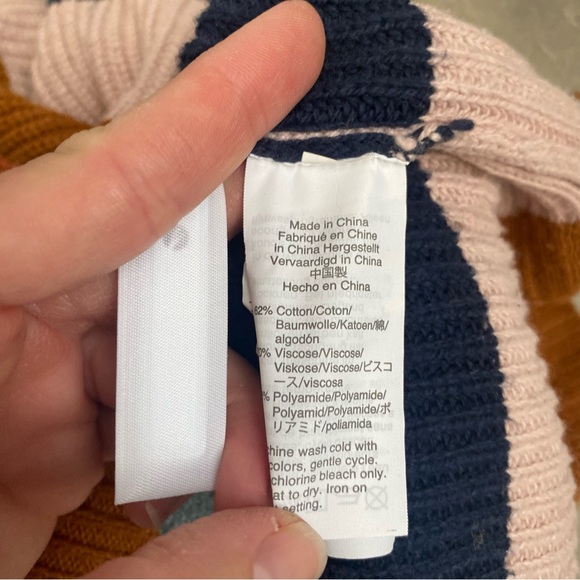 Made in China
Fabriqué en Chine
in China Hergestellt
Vervaardigd in China
中国製
Hecho en China
62% Cotton/Coton/
Baumwolle/Katoen/綿/
algodón
Viscose/Viscose/
Viskose/Viscose/ビスコ
ース/viscosa
% Polyamide/Polyamide/
Polyamid/Polyamide/ポ
リアミド/poliamida
chine wash cold with
colors, gentle cycle.
chlorine bleach only.
at to dry. Iron on
setting.